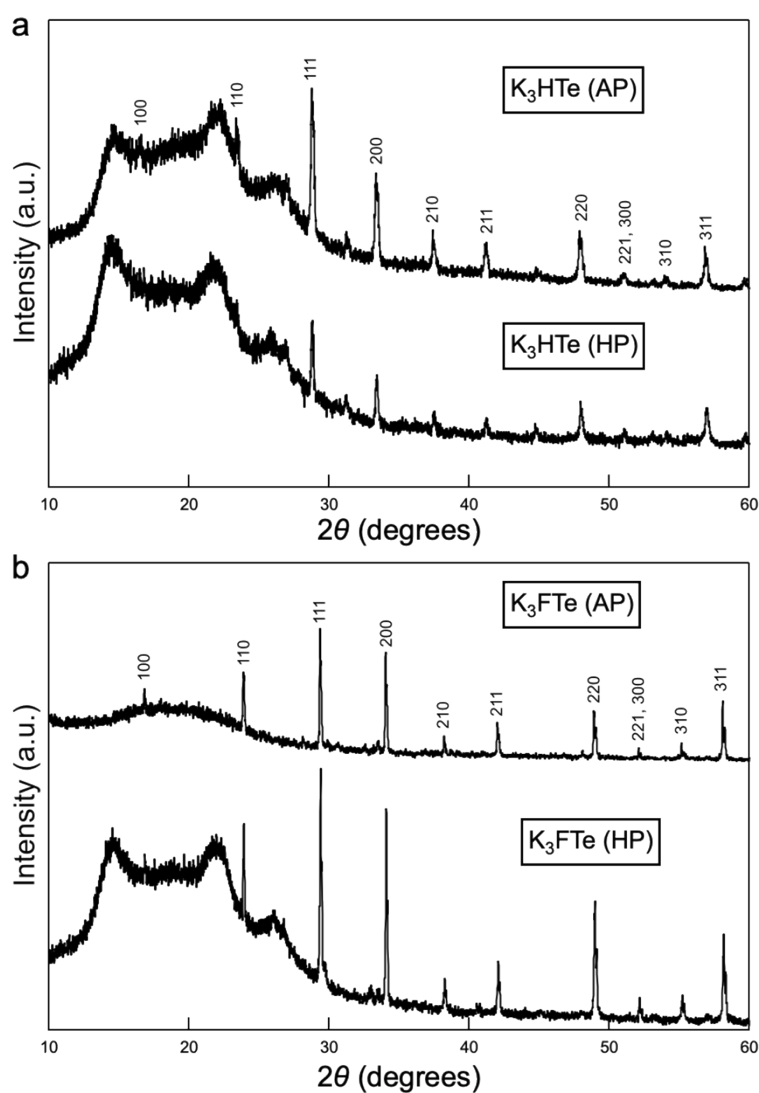 a
K₃HTe (AP)
100
110
111
200
210
211
220
221, 300
310
311
K₃HTe (HP)
Intensity (a.u.)
10 20 30 40 50 60
2θ (degrees)
b
K₃FTe (AP)
100
110
111
200
210
211
220
221, 300
310
311
K₃FTe (HP)
Intensity (a.u.)
10 20 30 40 50 60
2θ (degrees)